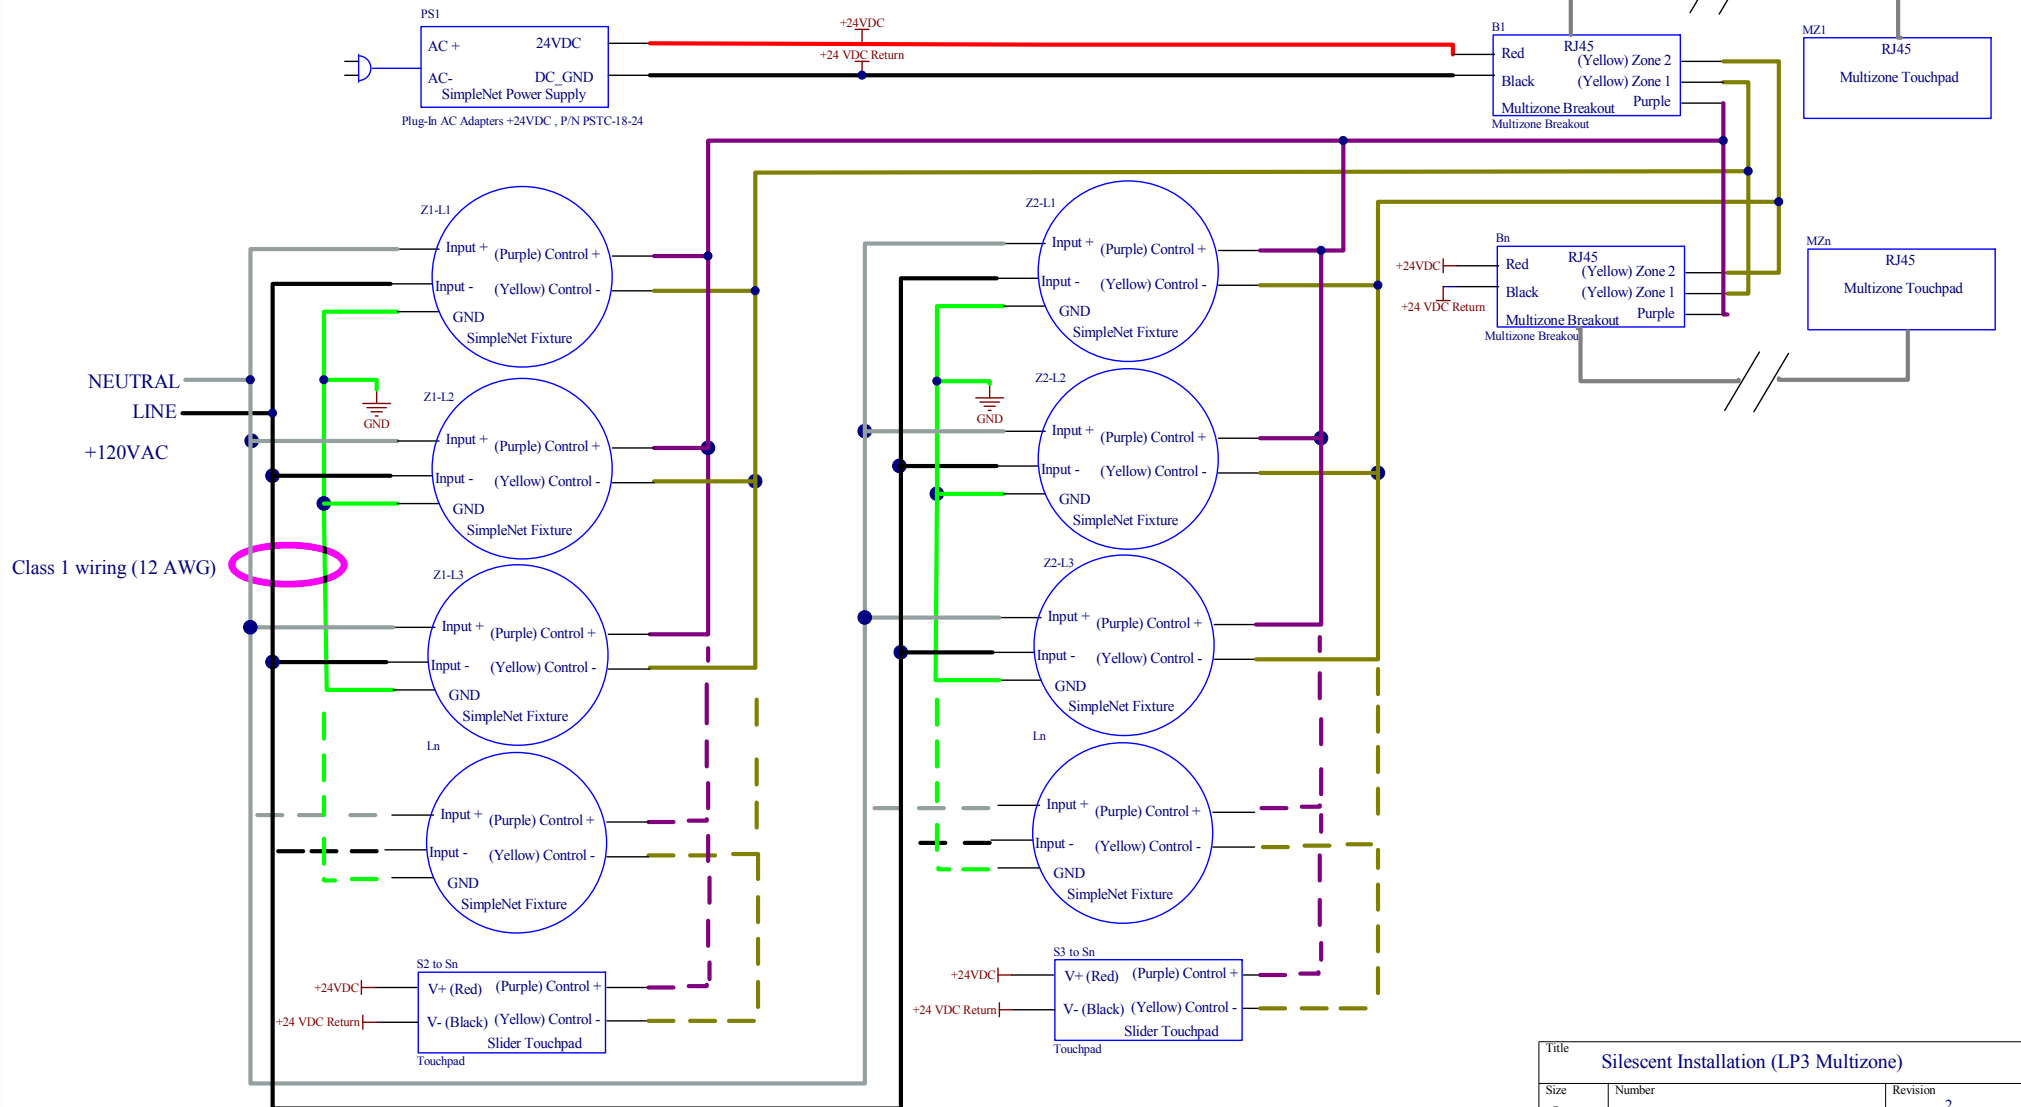 PS1
AC +
24VDC
AC-
DC_GND
SimpleNet Power Supply
Plug-In AC Adapters +24VDC , P/N PSTC-18-24
+24VDC
+24 VDC Return
B1
RJ45
Red
(Yellow) Zone 2
(Yellow) Zone 1
Black
Purple
Multizone Breakout
Multizone Breakout
MZ1
RJ45
Multizone Touchpad
Z1-L1
Input +
(Purple) Control +
Input -
(Yellow) Control -
GND
SimpleNet Fixture
Z2-L1
Input +
(Purple) Control +
Input -
(Yellow) Control -
GND
SimpleNet Fixture
Bn
RJ45
+24VDC
Red
(Yellow) Zone 2
Black
(Yellow) Zone 1
+24 VDC Return
Purple
Multizone Breakout
Multizone Breakou
MZn
RJ45
Multizone Touchpad
NEUTRAL
LINE
+120VAC
GND
Z1-L2
Input +
(Purple) Control +
Input -
(Yellow) Control -
GND
SimpleNet Fixture
GND
Z2-L2
Input +
(Purple) Control +
Input -
(Yellow) Control -
GND
SimpleNet Fixture
Class 1 wiring (12 AWG)
Z1-L3
Input +
(Purple) Control +
Input -
(Yellow) Control -
GND
SimpleNet Fixture
Z2-L3
Input +
(Purple) Control +
Input -
(Yellow) Control -
GND
SimpleNet Fixture
Ln
Input +
(Purple) Control +
Input -
(Yellow) Control -
GND
SimpleNet Fixture
Ln
Input +
(Purple) Control +
Input -
(Yellow) Control -
GND
SimpleNet Fixture
S2 to Sn
+24VDC
V+ (Red)
(Purple) Control +
+24 VDC Return
V- (Black)
(Yellow) Control -
Slider Touchpad
Touchpad
S3 to Sn
+24VDC
V+ (Red)
(Purple) Control +
+24 VDC Return
V- (Black)
(Yellow) Control -
Slider Touchpad
Touchpad
Title
Silescent Installation (LP3 Multizone)
Size
Number
Revision
2